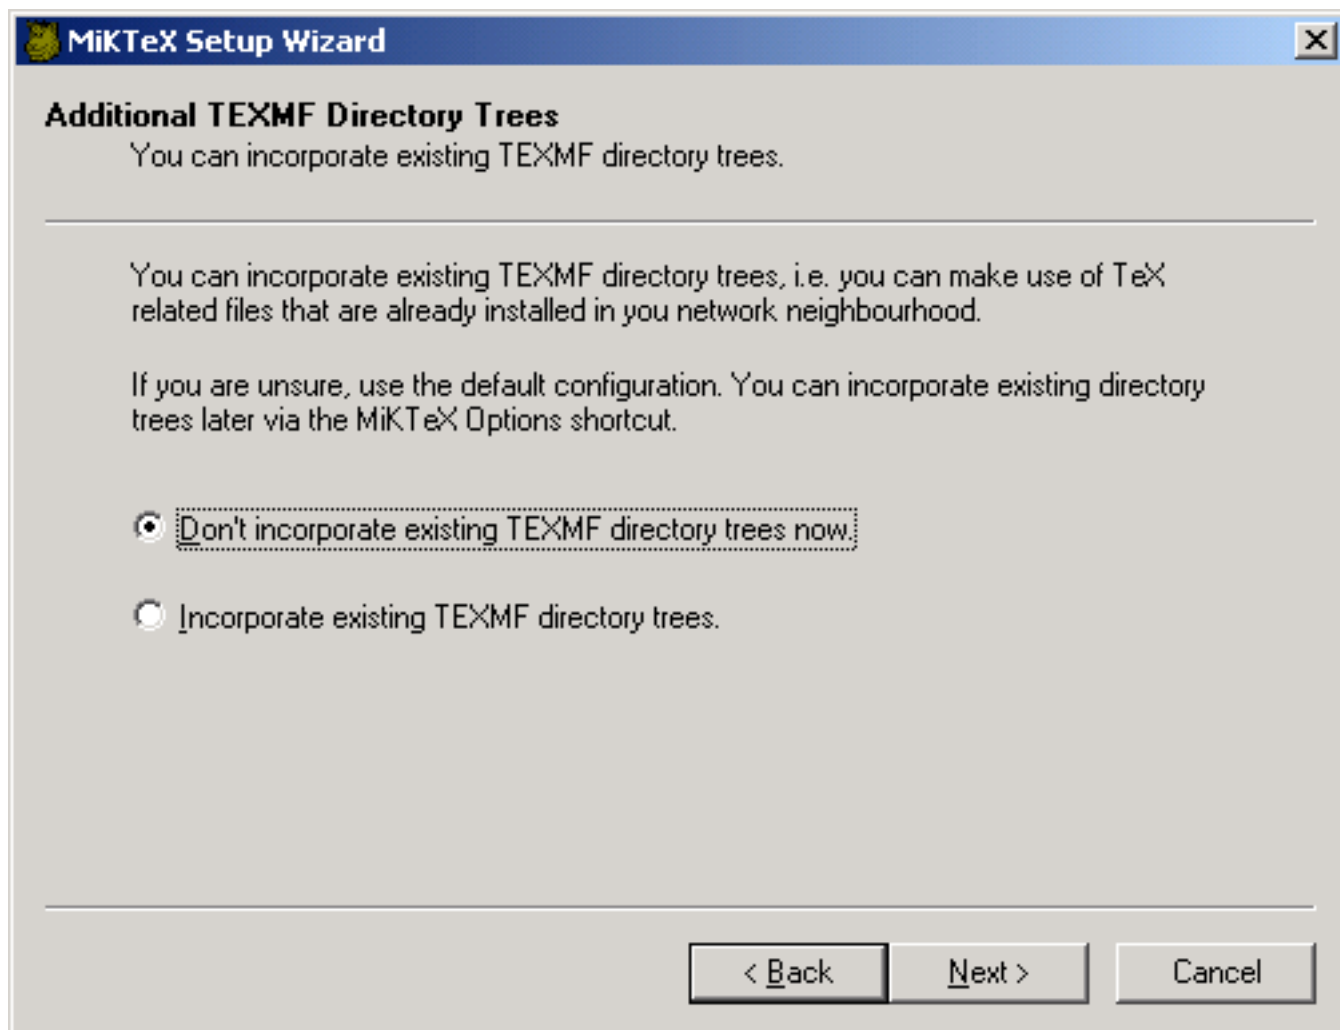 MiKTeX Setup Wizard
Additional TEXMF Directory Trees
You can incorporate existing TEXMF directory trees.
You can incorporate existing TEXMF directory trees, i.e. you can make use of TeX
related files that are already installed in you network neighbourhood.
If you are unsure, use the default configuration. You can incorporate existing directory
trees later via the MiKTeX Options shortcut.
Don't incorporate existing TEXMF directory trees now.
Incorporate existing TEXMF directory trees.
< Back
Next >
Cancel